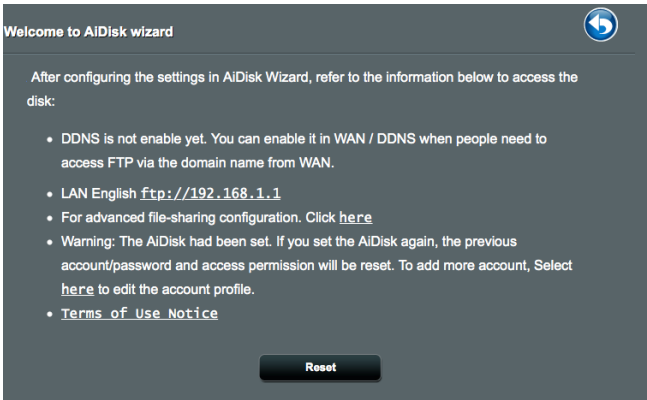 Welcome to AiDisk wizard
After configuring the settings in AiDisk Wizard, refer to the information below to access the
disk:
• DDNS is not enable yet. You can enable it in WAN / DDNS when people need to
access FTP via the domain name from WAN.
• LAN English ftp://192.168.1.1
• For advanced file-sharing configuration. Click here
• Warning: The AiDisk had been set. If you set the AiDisk again, the previous
account/password and access permission will be reset. To add more account, Select
here to edit the account profile.
• Terms of Use Notice
Reset